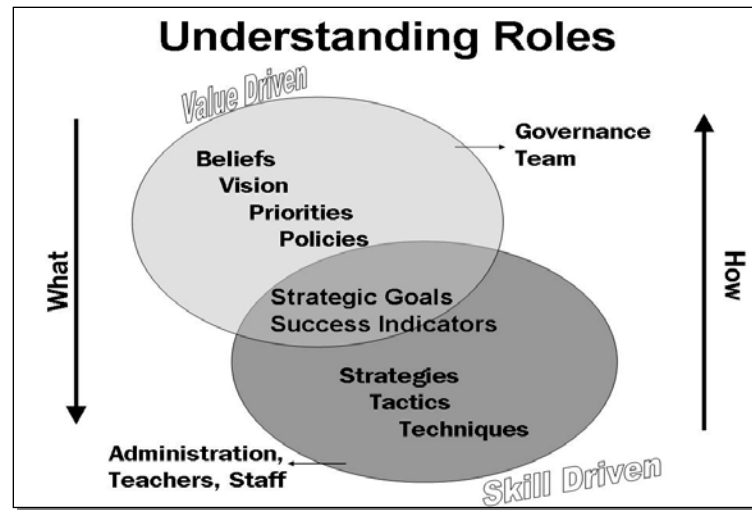 Understanding Roles
Value Driven
Governance
Team
Beliefs
Vision
Priorities
Policies
What
How
Strategic Goals
Success Indicators
Strategies
Tactics
Techniques
Administration,
Teachers, Staff
Skill Driven